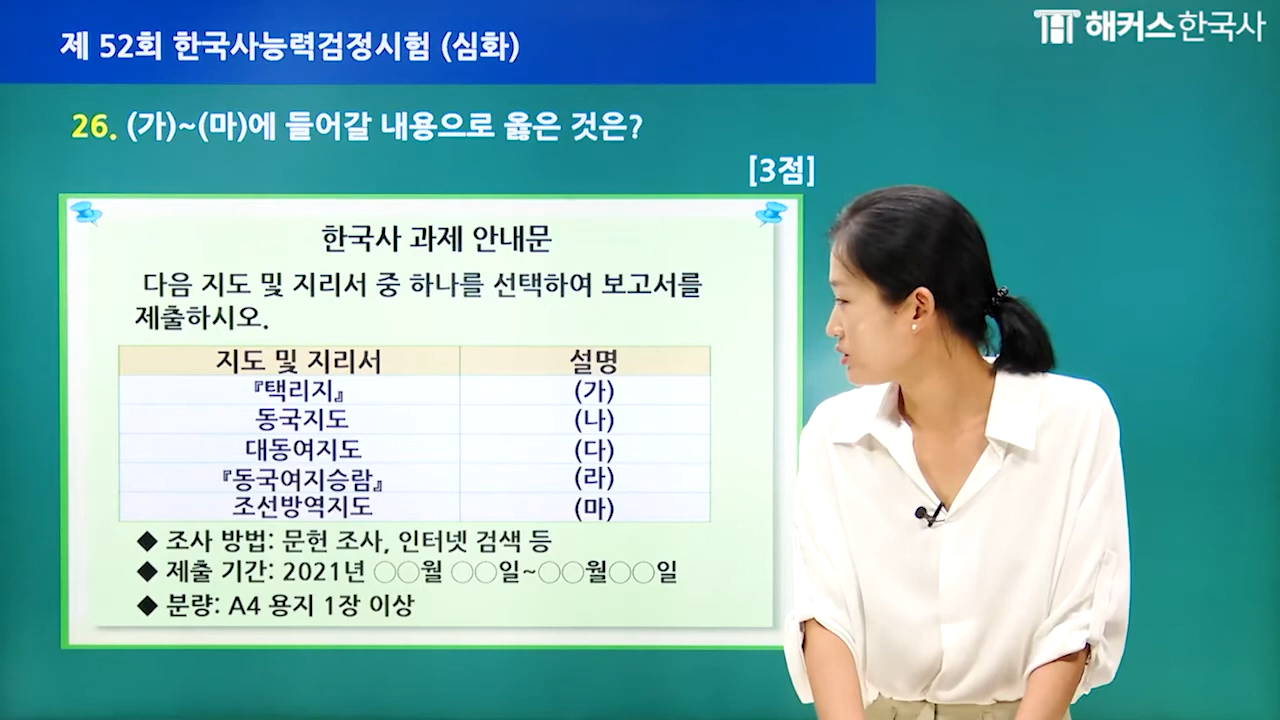 제 52회 한국사능력검정시험 (심화)
해커스한국사
26. (가)~(마)에 들어갈 내용으로 옳은 것은?
[3점]
한국사 과제 안내문
다음 지도 및 지리서 중 하나를 선택하여 보고서를
제출하시오.
지도 및 지리서 설명
『택리지』 (가)
동국지도 (나)
대동여지도 (다)
『동국여지승람』 (라)
조선방역지도 (마)
◆ 조사 방법: 문헌 조사, 인터넷 검색 등
◆ 제출 기간: 2021년 ○○월 ○○일~○○월○○일
◆ 분량: A4 용지 1장 이상